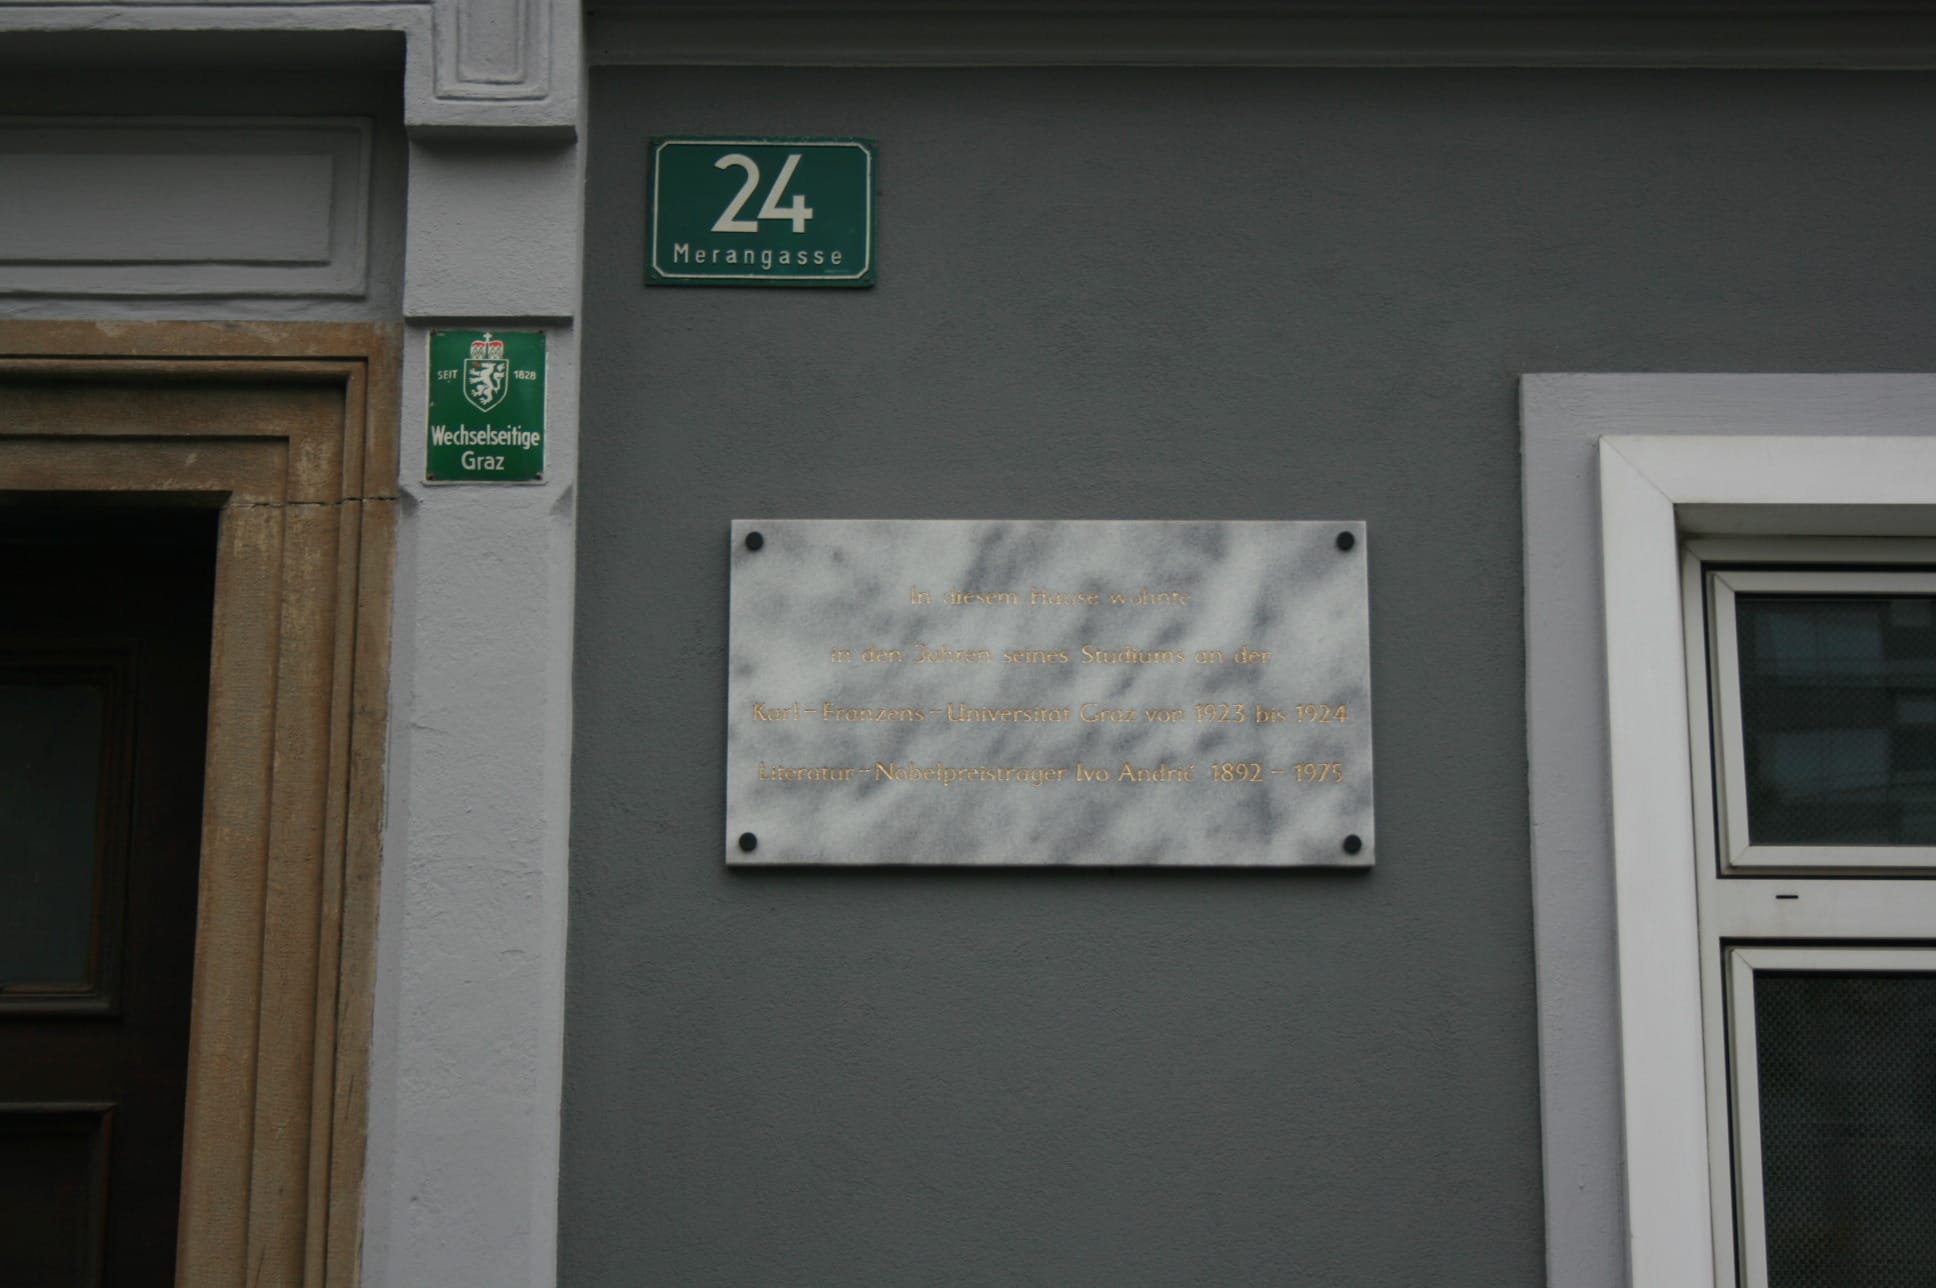 24
Merangasse
SEIT 1828
Wechselseitige
Graz
In diesem Hause wohnte
in den Jahren seines Studiums an der
Karl-Franzens-Universität Graz von 1923 bis 1924
Literatur-Nobelpreisträger Ivo Andrić 1892 - 1975